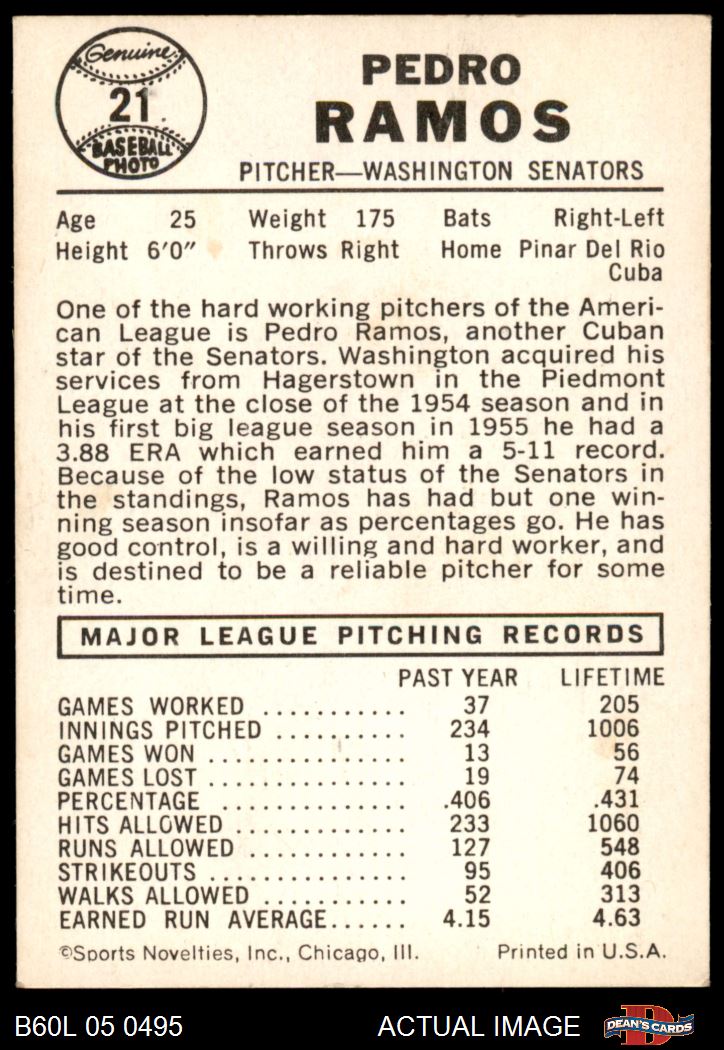 Genuine
21
BASEBALL
PHOTO
PEDRO
RAMOS
PITCHER—WASHINGTON SENATORS
Age 25 Weight 175 Bats Right-Left
Height 6'0" Throws Right Home Pinar Del Rio
Cuba
One of the hard working pitchers of the Ameri-
can League is Pedro Ramos, another Cuban
star of the Senators. Washington acquired his
services from Hagerstown in the Piedmont
League at the close of the 1954 season and in
his first big league season in 1955 he had a
3.88 ERA which earned him a 5-11 record.
Because of the low status of the Senators in
the standings, Ramos has had but one win-
ning season insofar as percentages go. He has
good control, is a willing and hard worker, and
is destined to be a reliable pitcher for some
time.
MAJOR LEAGUE PITCHING RECORDS
PAST YEAR LIFETIME
GAMES WORKED ........... 37 205
INNINGS PITCHED .......... 234 1006
GAMES WON ............... 13 56
GAMES LOST ............... 19 74
PERCENTAGE .............. .406 .431
HITS ALLOWED ............. 233 1060
RUNS ALLOWED ............ 127 548
STRIKEOUTS ............... 95 406
WALKS ALLOWED ........... 52 313
EARNED RUN AVERAGE...... 4.15 4.63
©Sports Novelties, Inc., Chicago, Ill. Printed in U.S.A.
B60L 05 0495 ACTUAL IMAGE D DEAN'S CARDS